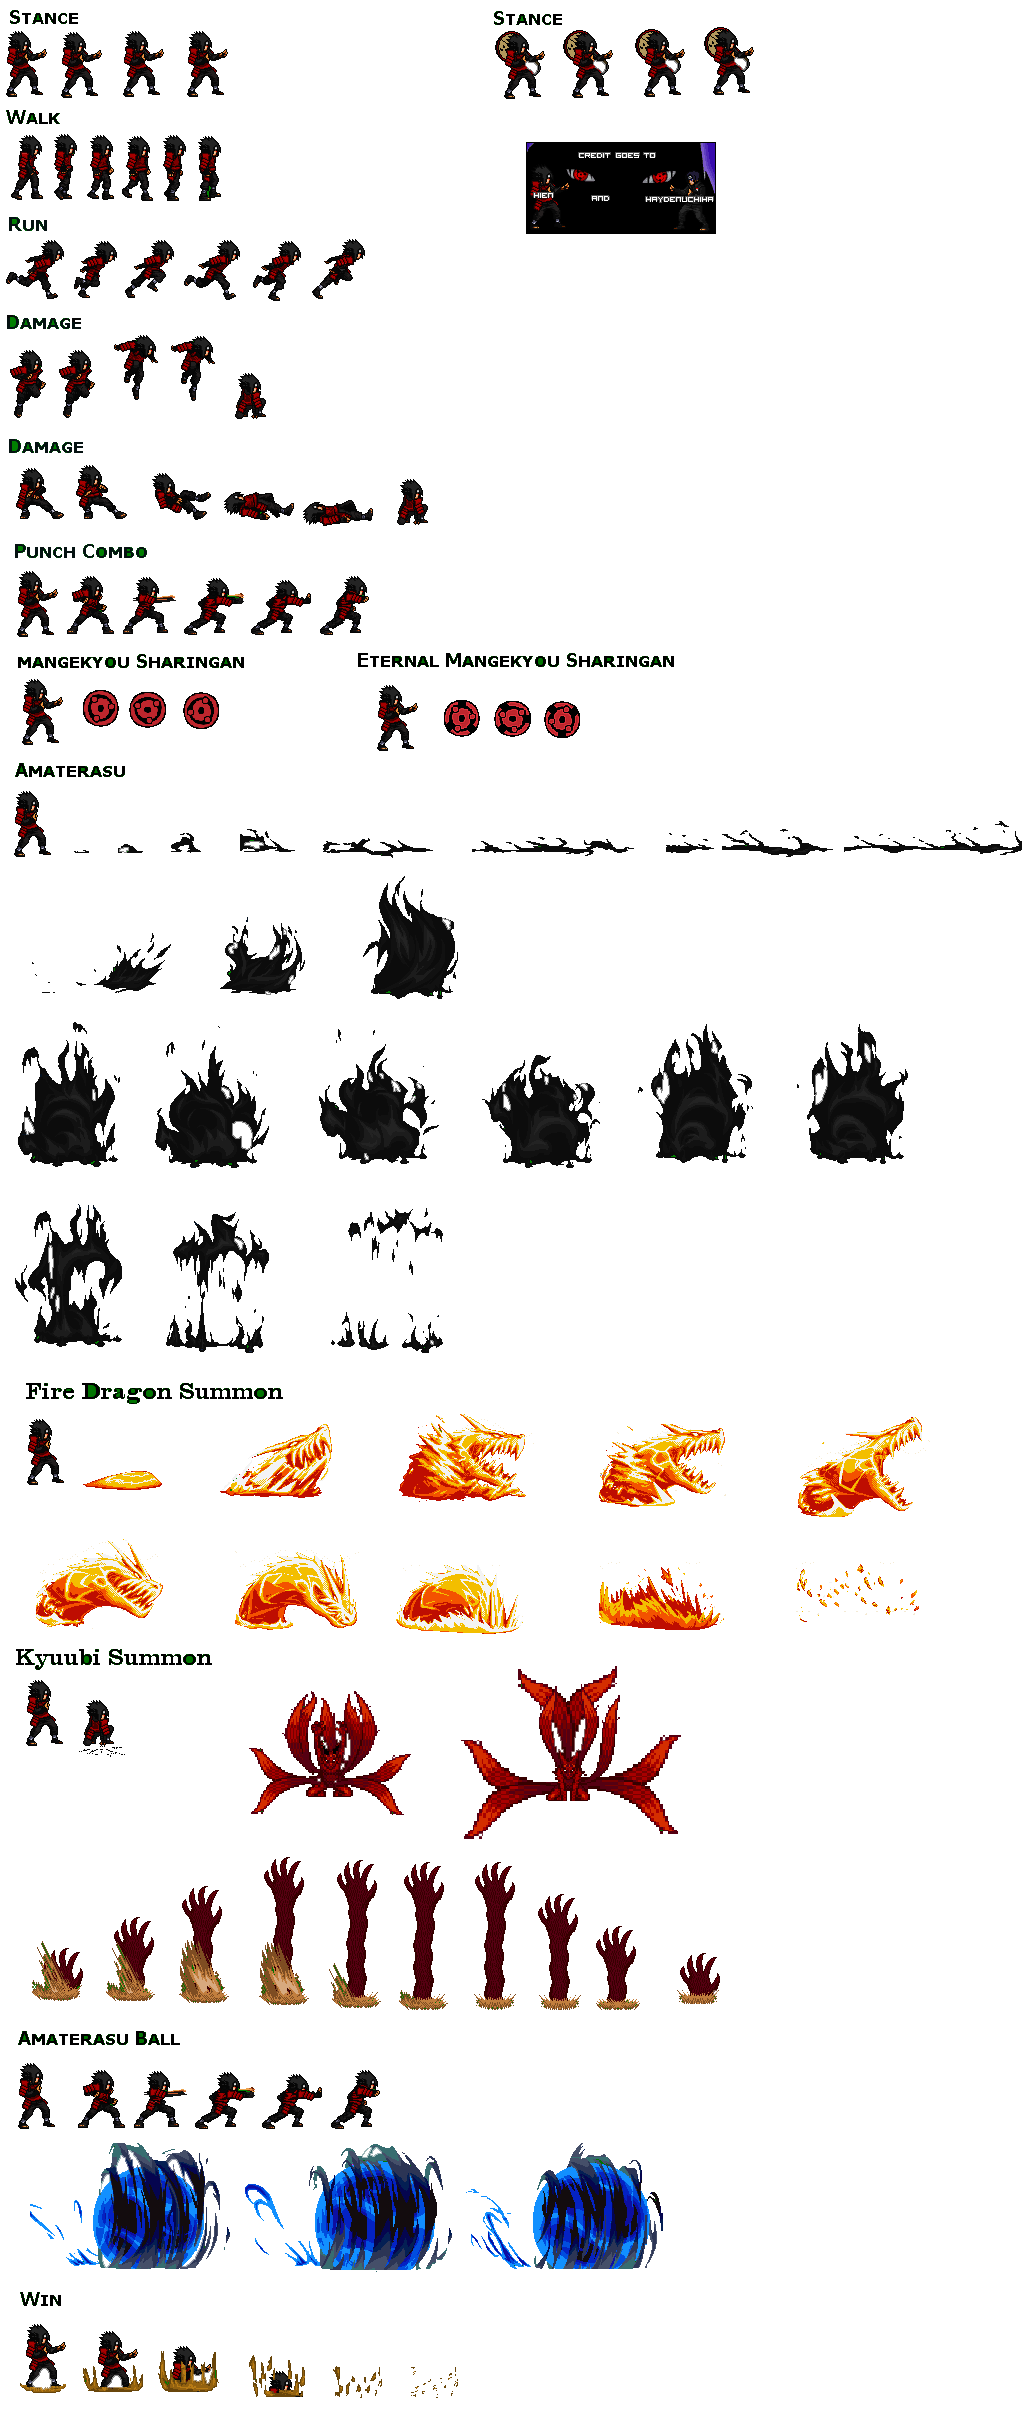 Stance
Stance
Walk
CREDIT GOES TO
HIEN
AND
HAYDENUCHIHA
Run
Damage
Damage
Punch Combo
mangekyou Sharingan
Eternal Mangekyou Sharingan
Amaterasu
Fire Dragon Summon
Kyuubi Summon
Amaterasu Ball
Win